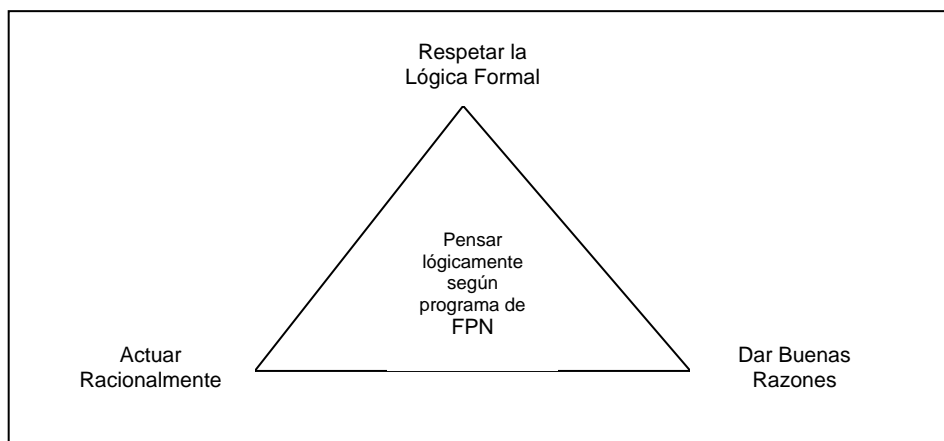 Respetar la
Lógica Formal
Pensar
lógicamente
según
programa de
FPN
Actuar
Racionalmente
Dar Buenas
Razones